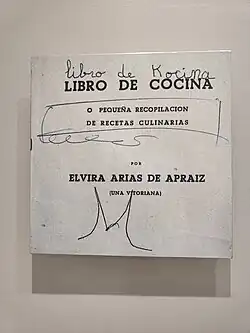 libro de Kocina
LIBRO DE COCINA
O PEQUEÑA RECOPILACION
DE RECETAS CULINARIAS
POR
ELVIRA ARIAS DE APRAIZ
(UNA VITORIANA)